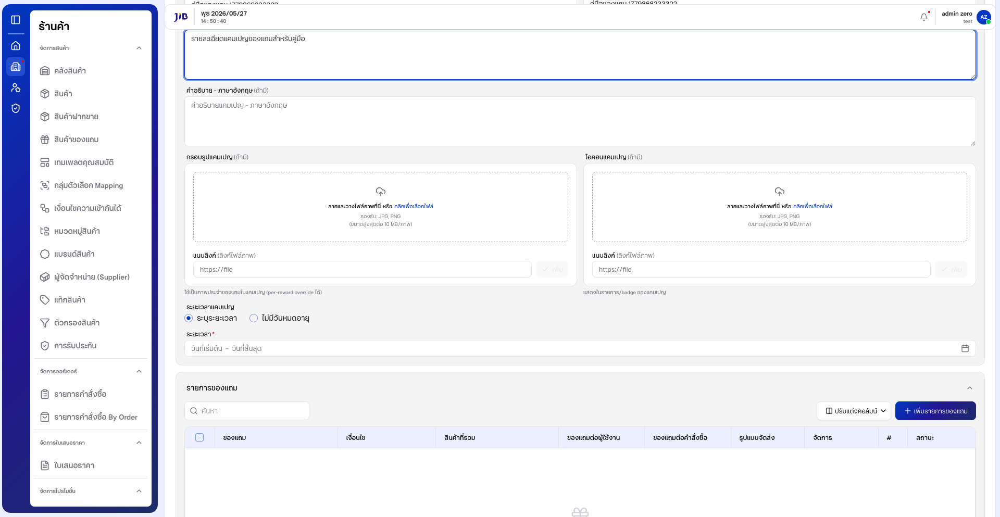 ร้านค้า
จัดการสินค้า
คลังสินค้า
สินค้า
สินค้าฝากขาย
สินค้าของแถม
เทมเพลตคุณสมบัติ
กลุ่มตัวเลือก Mapping
เงื่อนไขความเข้ากันได้
หมวดหมู่สินค้า
แบรนด์สินค้า
ผู้จัดจำหน่าย (Supplier)
แท็กสินค้า
ตัวกรองสินค้า
การรับประกัน
จัดการออร์เดอร์
รายการคำสั่งซื้อ
รายการคำสั่งซื้อ By Order
จัดการใบเสนอราคา
ใบเสนอราคา
จัดการโปรโมชั่น
JIB
พุธ 2026/05/27
14 : 50 : 40
admin zero
test
AZ
คู่มือของแถม 1779868233322
คู่มือของแถม 1779868233322
รายละเอียดแคมเปญของแถมสำหรับคู่มือ
คำอธิบาย - ภาษาอังกฤษ (ถ้ามี)
คำอธิบายแคมเปญ - ภาษาอังกฤษ
กรอบรูปแคมเปญ (ถ้ามี)
ลากและวางไฟล์ภาพที่นี่ หรือ คลิกเพื่อเลือกไฟล์
รองรับ: JPG, PNG
(ขนาดสูงสุดต่อ 10 MB/ภาพ)
แนบลิงก์ (ลิงก์ไฟล์ภาพ)
https://file
เพิ่ม
ใช้เป็นภาพประจำของแถมในแคมเปญ (per-reward override ได้)
ไอคอนแคมเปญ (ถ้ามี)
ลากและวางไฟล์ภาพที่นี่ หรือ คลิกเพื่อเลือกไฟล์
รองรับ: JPG, PNG
(ขนาดสูงสุดต่อ 10 MB/ภาพ)
แนบลิงก์ (ลิงก์ไฟล์ภาพ)
https://file
เพิ่ม
แสดงในรายการ/badge ของแคมเปญ
ระยะเวลาแคมเปญ
ระบุระยะเวลา ไม่มีวันหมดอายุ
ระยะเวลา *
วันที่เริ่มต้น - วันที่สิ้นสุด
รายการของแถม
ค้นหา
ปรับแต่งคอลัมน์
เพิ่มรายการของแถม
ของแถม เงื่อนไข สินค้าที่รวม ของแถมต่อผู้ใช้งาน ของแถมต่อคำสั่งซื้อ รูปแบบจัดส่ง จัดการ # สถานะ